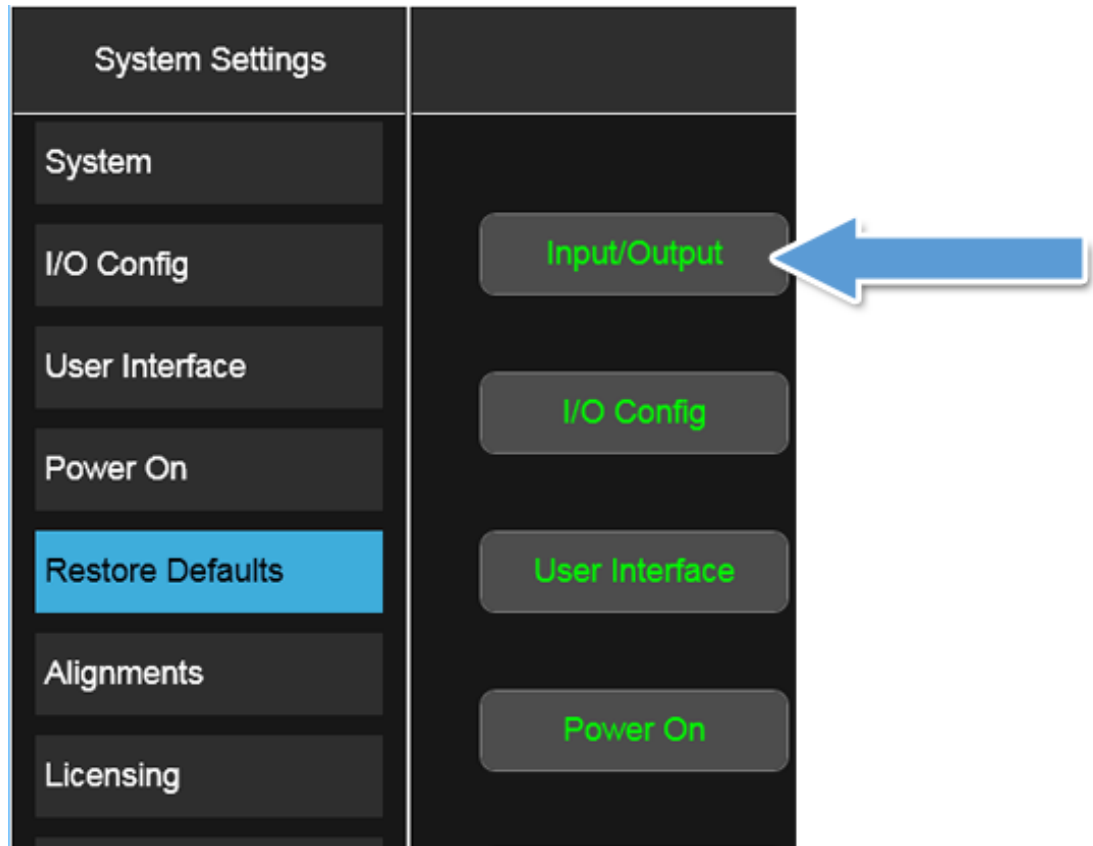 System Settings
System
I/O Config
User Interface
Power On
Restore Defaults
Alignments
Licensing
Input/Output
I/O Config
User Interface
Power On